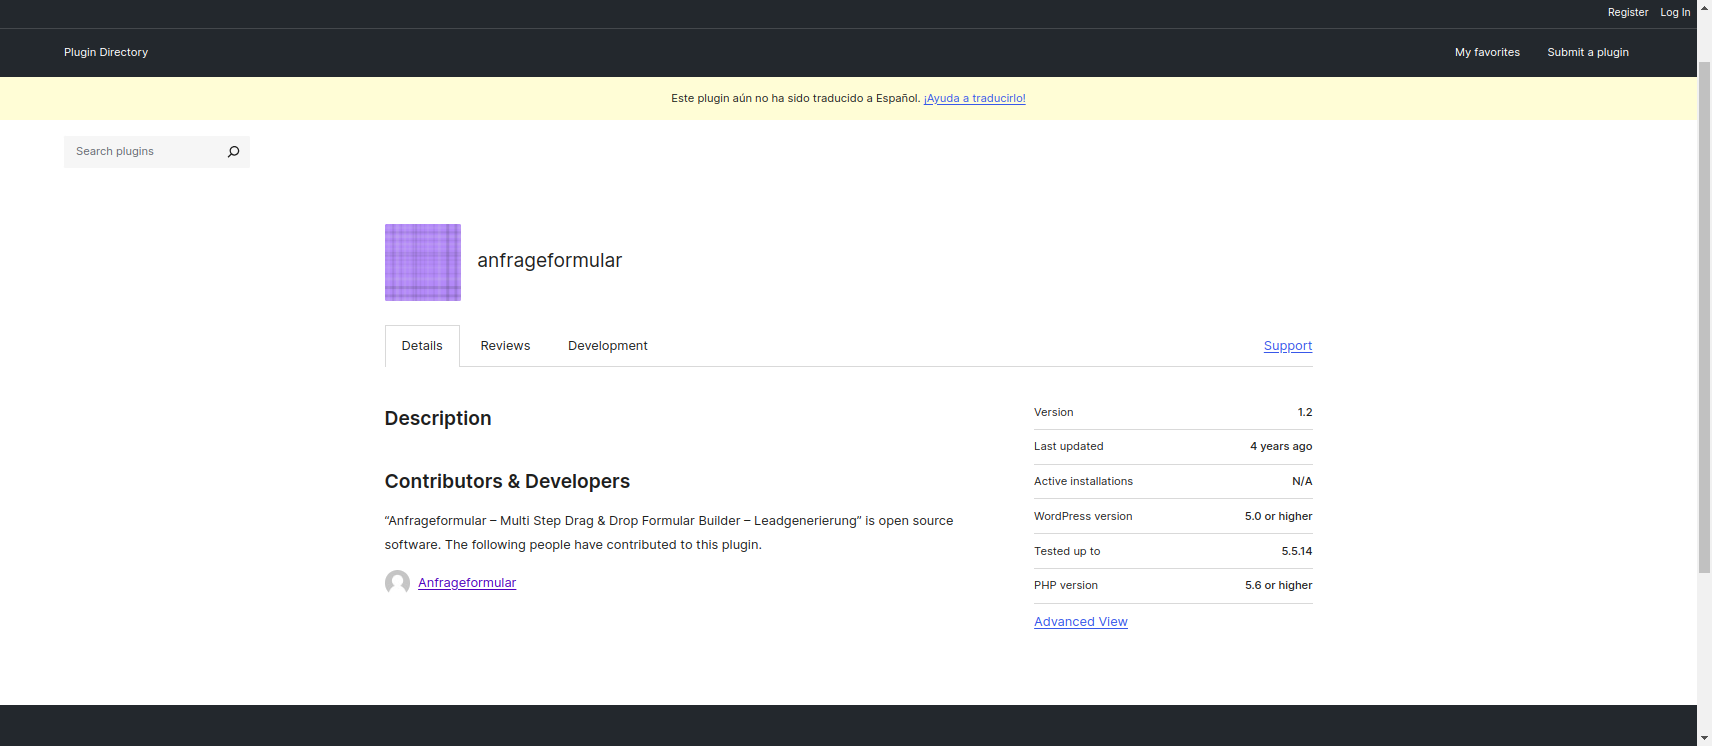 Register Log In
Plugin Directory
My favorites Submit a plugin
Este plugin aún no ha sido traducido a Español. ¡Ayuda a traducirlo!
Search plugins
anfrageformular
Details Reviews Development Support
Description
Contributors & Developers
“Anfrageformular – Multi Step Drag & Drop Formular Builder – Leadgenerierung” is open source
software. The following people have contributed to this plugin.
Anfrageformular
Version 1.2
Last updated 4 years ago
Active installations N/A
WordPress version 5.0 or higher
Tested up to 5.5.14
PHP version 5.6 or higher
Advanced View